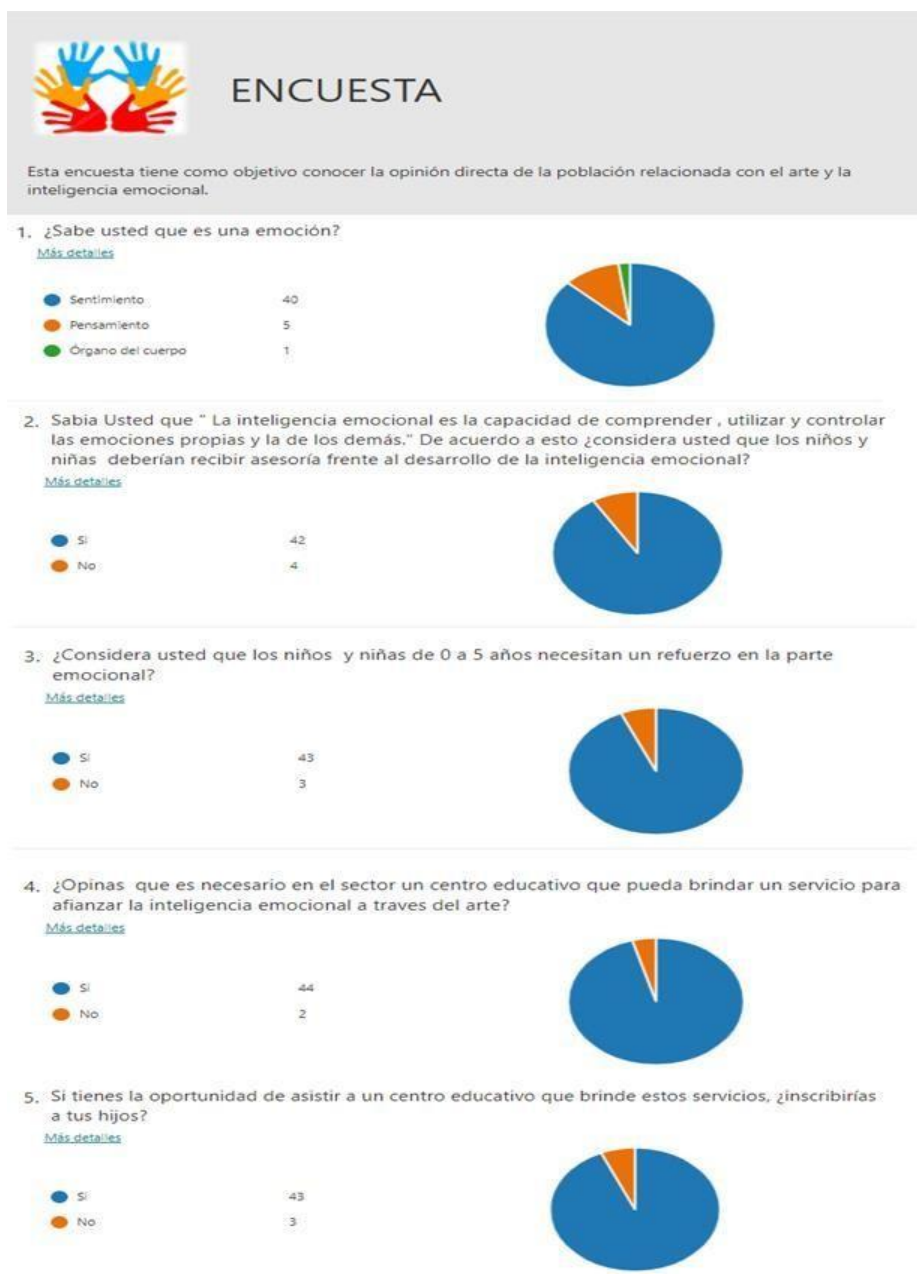 ENCUESTA
Esta encuesta tiene como objetivo conocer la opinión directa de la población relacionada con el arte y la
inteligencia emocional.
1. ¿Sabe usted que es una emoción?
Más detalles
Sentimiento 40
Pensamiento 5
Órgano del cuerpo 1
2. Sabia Usted que " La inteligencia emocional es la capacidad de comprender , utilizar y controlar
las emociones propias y la de los demás." De acuerdo a esto ¿considera usted que los niños y
niñas deberían recibir asesoría frente al desarrollo de la inteligencia emocional?
Más detalles
Si 42
No 4
3. ¿Considera usted que los niños y niñas de 0 a 5 años necesitan un refuerzo en la parte
emocional?
Más detalles
Si 43
No 3
4. ¿Opinas que es necesario en el sector un centro educativo que pueda brindar un servicio para
afianzar la inteligencia emocional a traves del arte?
Más detalles
Si 44
No 2
5. Si tienes la oportunidad de asistir a un centro educativo que brinde estos servicios, ¿inscribirías
a tus hijos?
Más detalles
Si 43
No 3